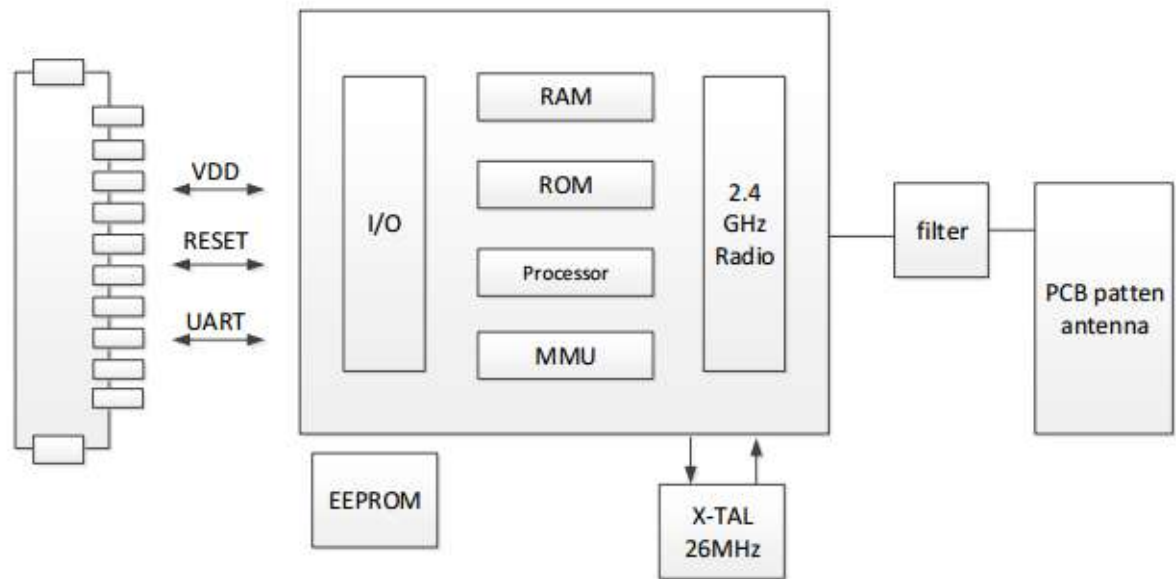 VDD
RESET
UART
I/O
RAM
ROM
Processor
MMU
2.4
GHz
Radio
filter
PCB patten
antenna
EEPROM
X-TAL
26MHz